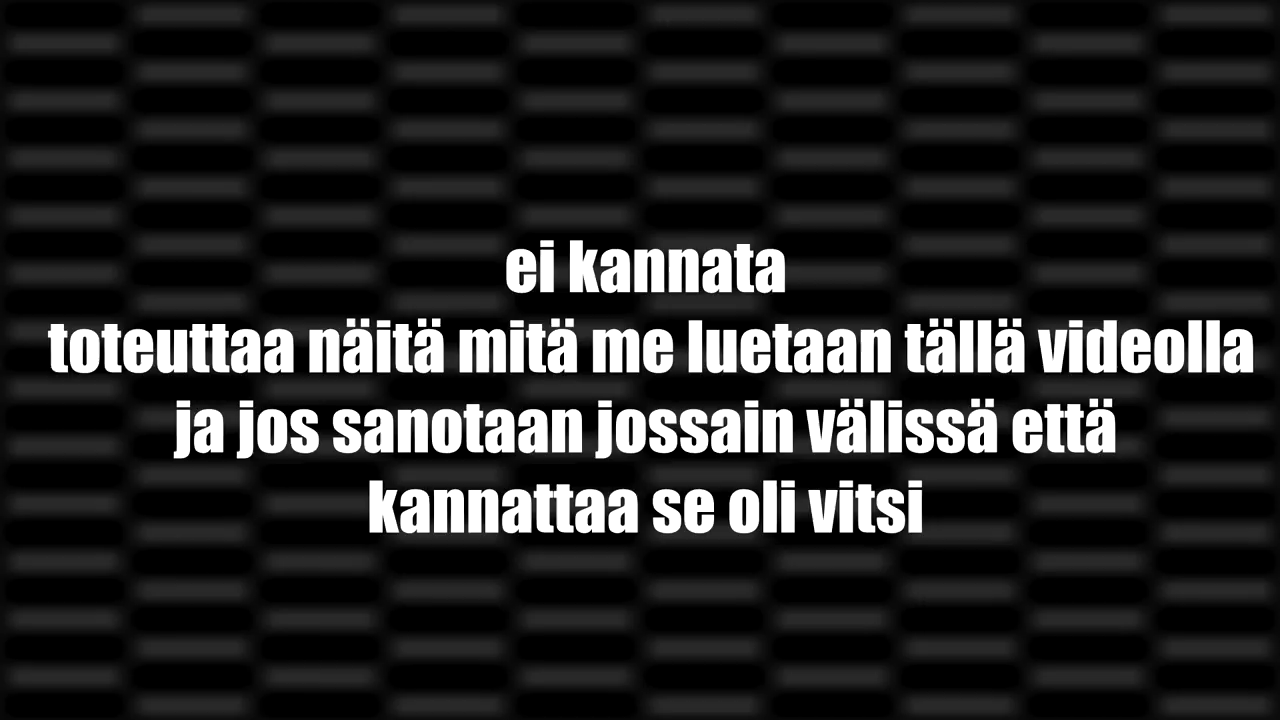 ei kannata
toteuttaa näitä mitä me luetaan tällä videolla
ja jos sanotaan jossain välissä että
kannattaa se oli vitsi